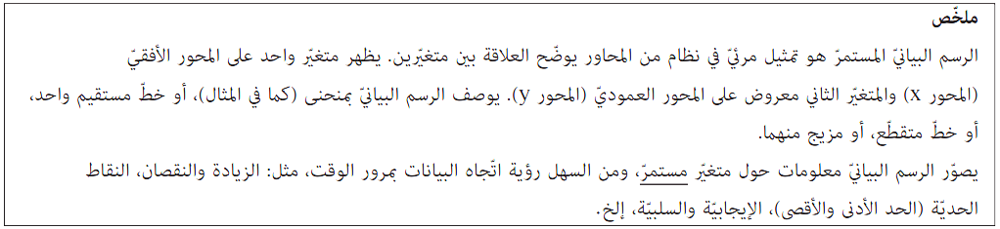 ملخّص
الرسم البيانيّ المستمرّ هو تمثيل مرئيّ في نظام من المحاور يوضّح العلاقة بين متغيّرين. يظهر متغيّر واحد على المحور الأفقيّ
(المحور x) والمتغيّر الثاني معروض على المحور العموديّ (المحور y). يوصف الرسم البيانيّ بمنحنى (كما في المثال)، أو خطّ مستقيم واحد،
أو خطّ متقطّع، أو مزيج منهما.
يصوّر الرسم البيانيّ معلومات حول متغيّر مستمرّ، ومن السهل رؤية اتّجاه البيانات بمرور الوقت، مثل: الزيادة والنقصان، النقاط
الحديّة (الحد الأدنى والأقصى)، الإيجابيّة والسلبيّة، إلخ.